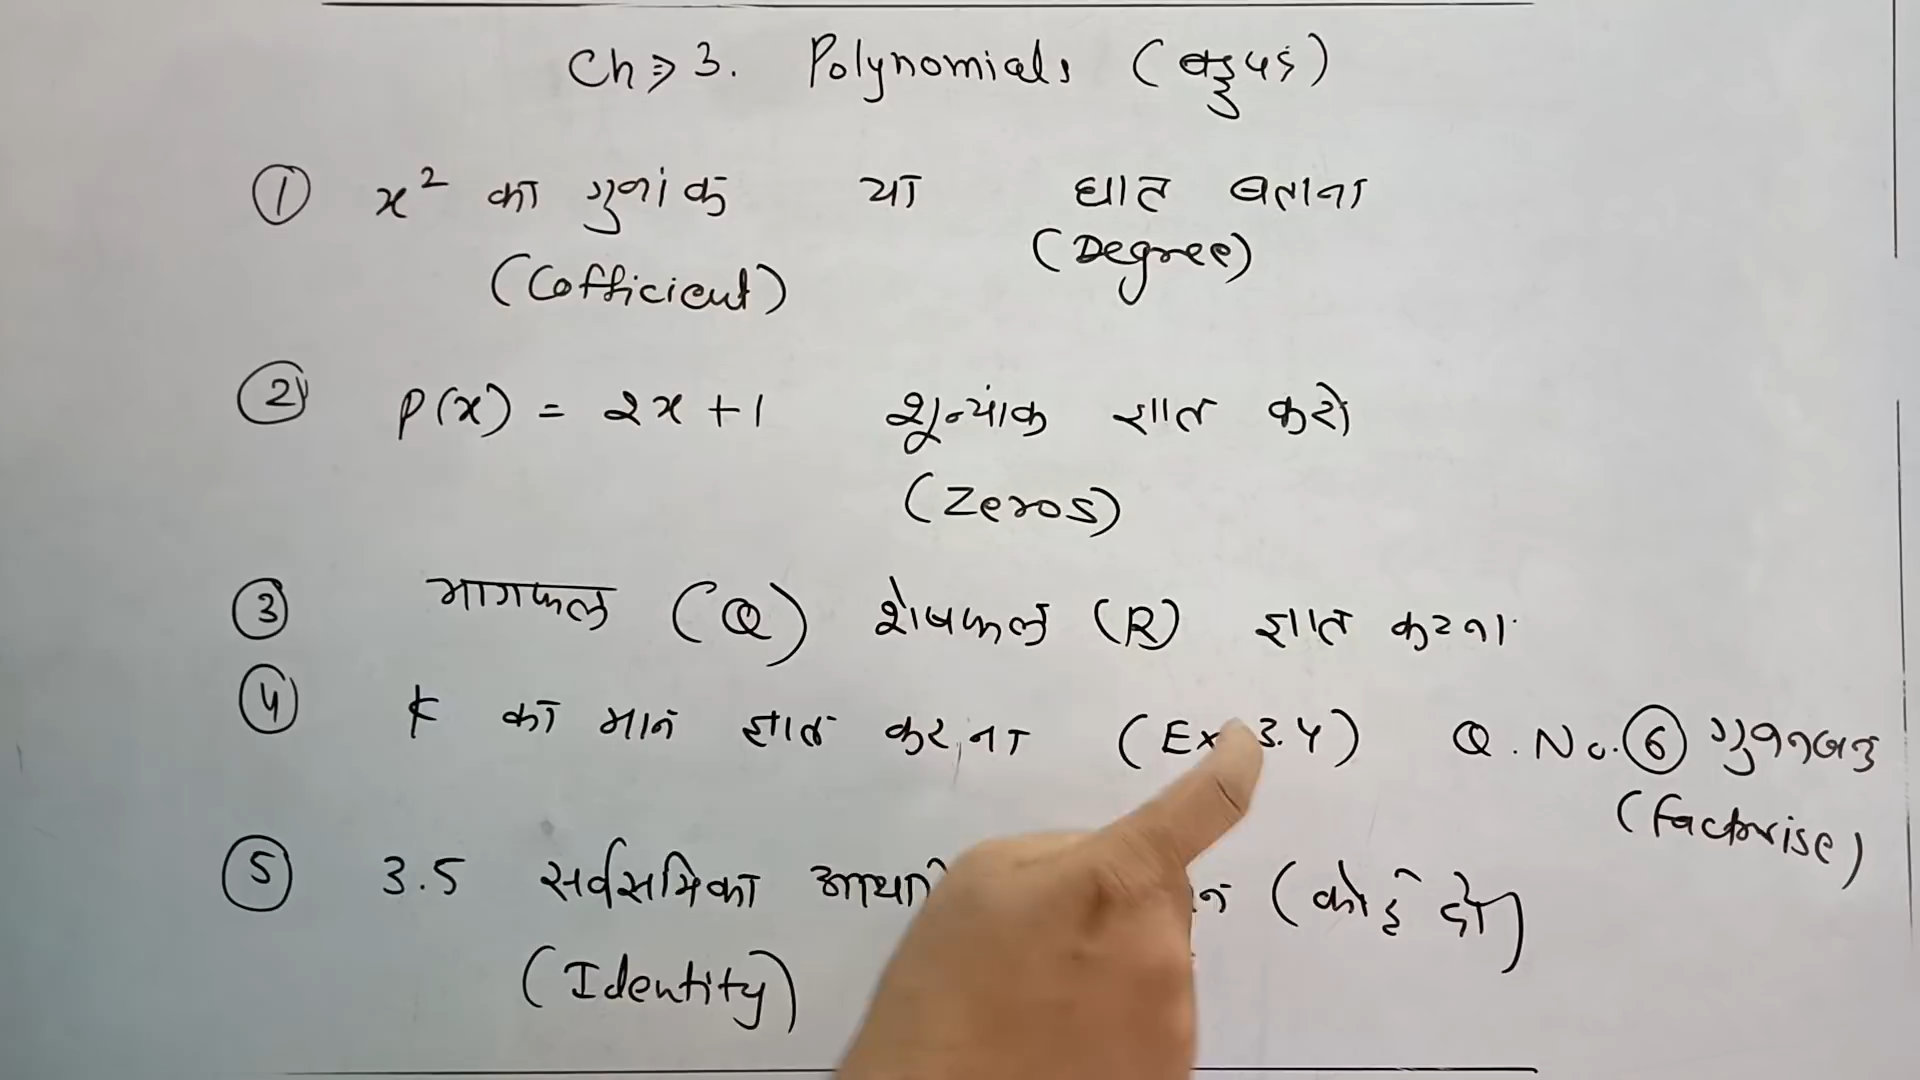 Ch ⇒ 3. Polynomials (बहुपद)
① x² का गुनांक या घात बताना
(Cofficient) (Degree)
② P(x) = 2x + 1 शून्यांक ज्ञात करो
(Zeros)
③ भागफल (Q) शेषफल (R) ज्ञात करना
④ K का मान ज्ञात करना (Ex 3.4) Q. No. ⑥ गुणनखंड
(factorise)
⑤ 3.5 सर्वसमिका (कोई दो)
(Identity)